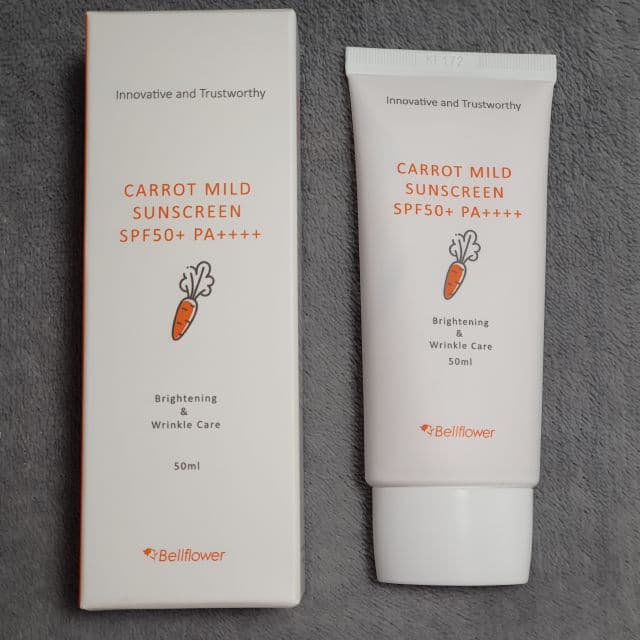 Innovative and Trustworthy
CARROT MILD
SUNSCREEN
SPF50+ PA++++
Brightening
&
Wrinkle Care
50ml
Bellflower
Innovative and Trustworthy
CARROT MILD
SUNSCREEN
SPF50+ PA++++
Brightening
&
Wrinkle Care
50ml
Bellflower